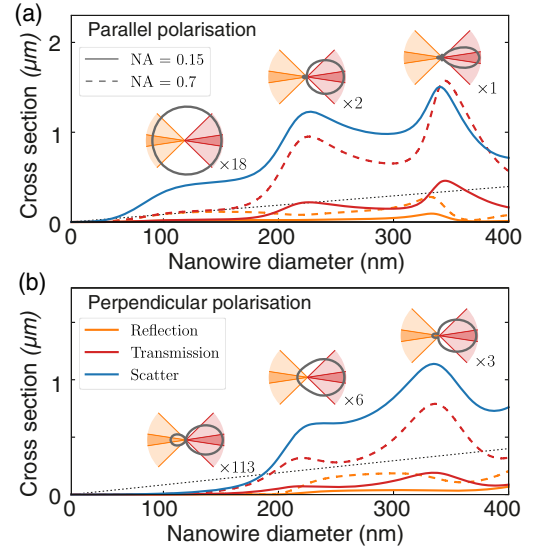 (a)
Parallel polarisation
NA = 0.15
NA = 0.7
×18
×2
×1
2
1
0
Cross section (μm)
0
100
200
300
400
Nanowire diameter (nm)
(b)
Perpendicular polarisation
Reflection
Transmission
Scatter
×113
×6
×3
1
0
Cross section (μm)
0
100
200
300
400
Nanowire diameter (nm)